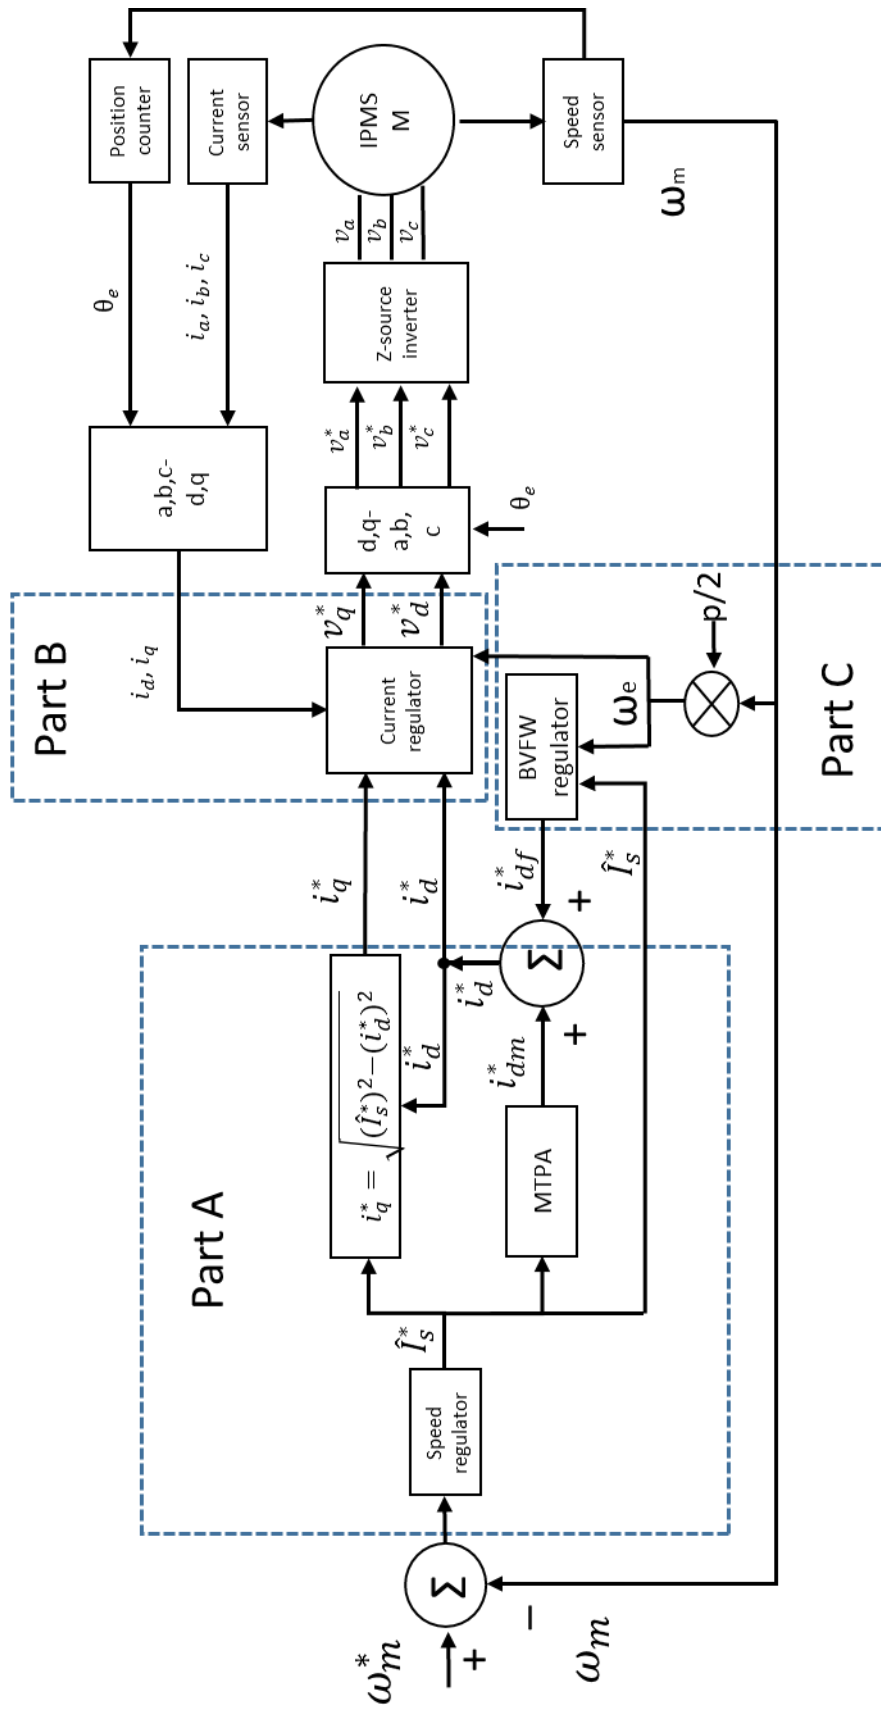 Part A
Part B
Part C
ω*m
+
−
ωm
Σ
Speed
regulator
Î*s
i*q = √(Î*s)²−(i*d)²
i*d
MTPA
i*dm
+
Σ
+
i*d
i*df
Î*s
i*q
i*d
BVFW
regulator
ωe
p/2
Current
regulator
id, iq
v*q
v*d
d,q-
a,b,
c
θe
a,b,c-
d,q
v*a
v*b
v*c
Z-source
inverter
va
vb
vc
IPMS
M
θe
ia, ib, ic
Position
counter
Current
sensor
Speed
sensor
ωm